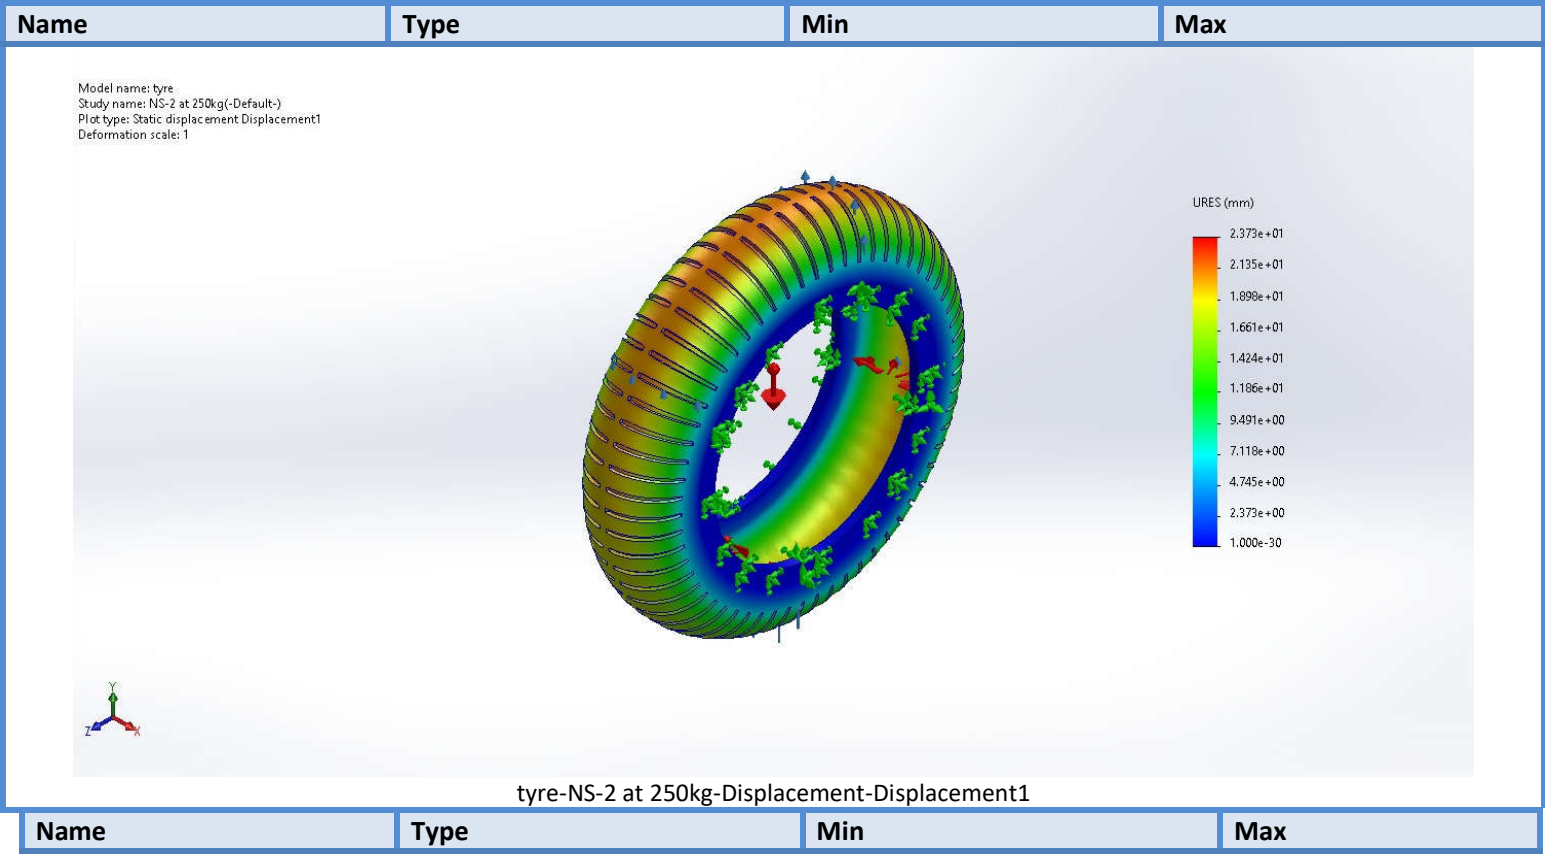 Name Type Min Max
Model name: tyre
Study name: NS-2 at 250kg(-Default-)
Plot type: Static displacement Displacement1
Deformation scale: 1
URES (mm)
2.373e+01
2.135e+01
1.898e+01
1.661e+01
1.424e+01
1.186e+01
9.491e+00
7.118e+00
4.745e+00
2.373e+00
1.000e-30
Y
Z X
tyre-NS-2 at 250kg-Displacement-Displacement1
Name Type Min Max